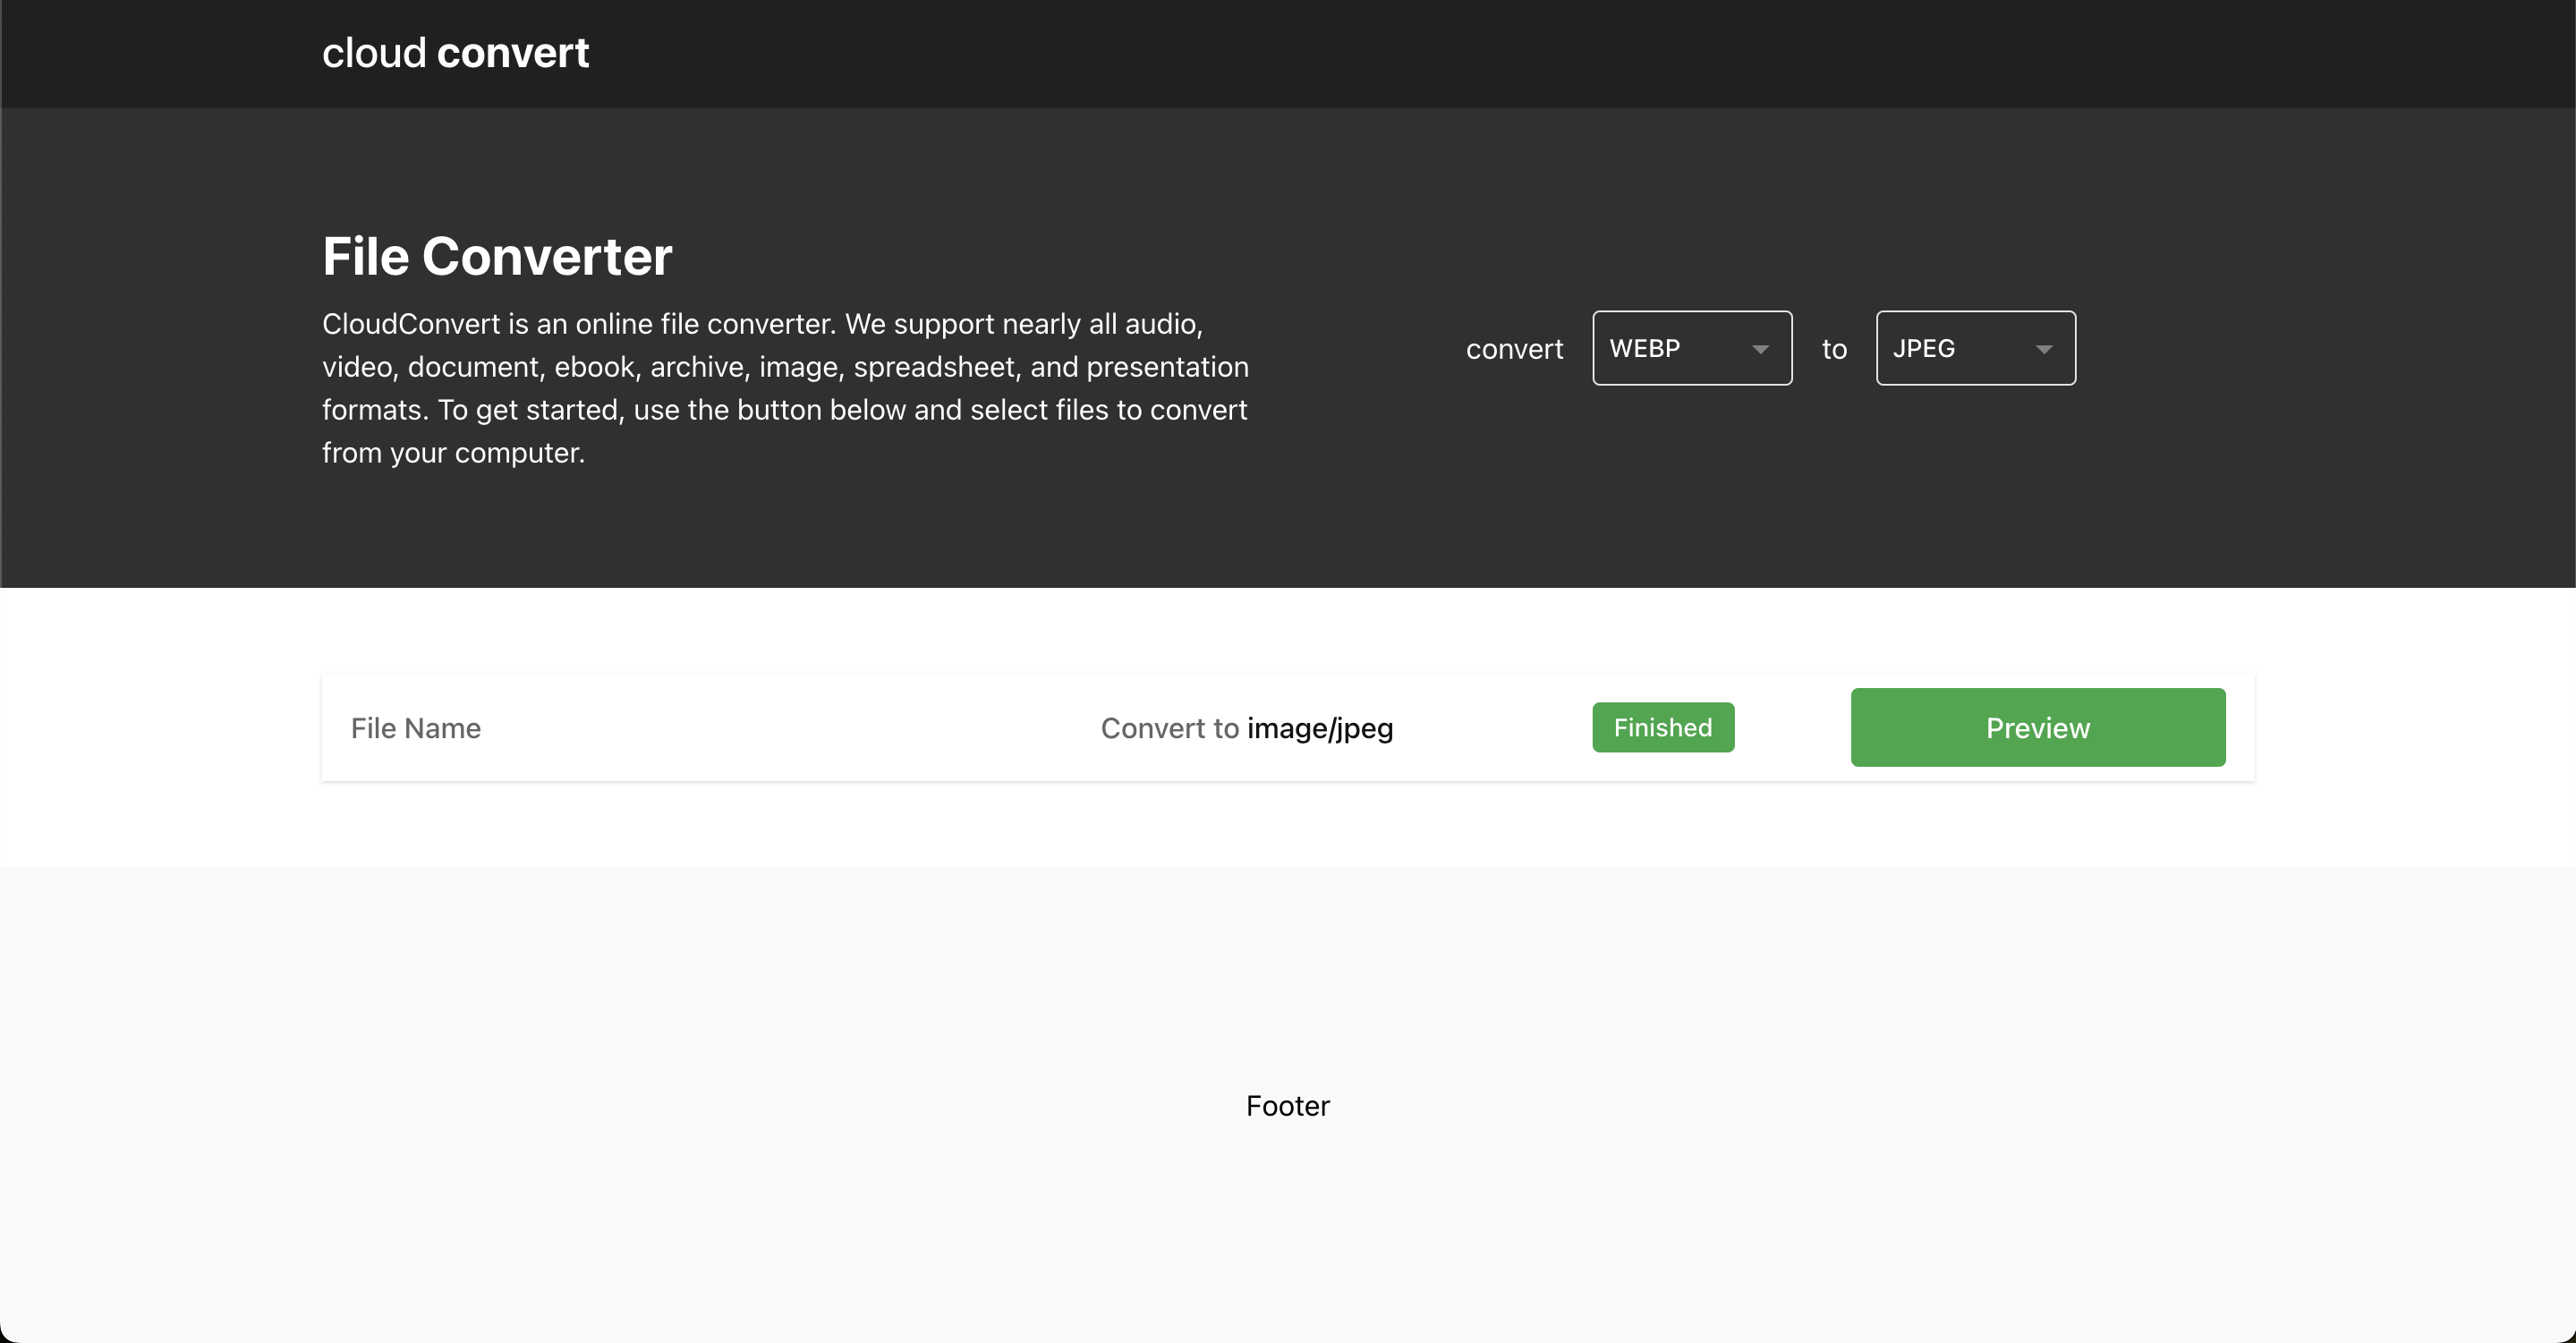 cloud convert
File Converter
CloudConvert is an online file converter. We support nearly all audio,
video, document, ebook, archive, image, spreadsheet, and presentation
formats. To get started, use the button below and select files to convert
from your computer.
convert WEBP to JPEG
File Name Convert to image/jpeg Finished Preview
Footer